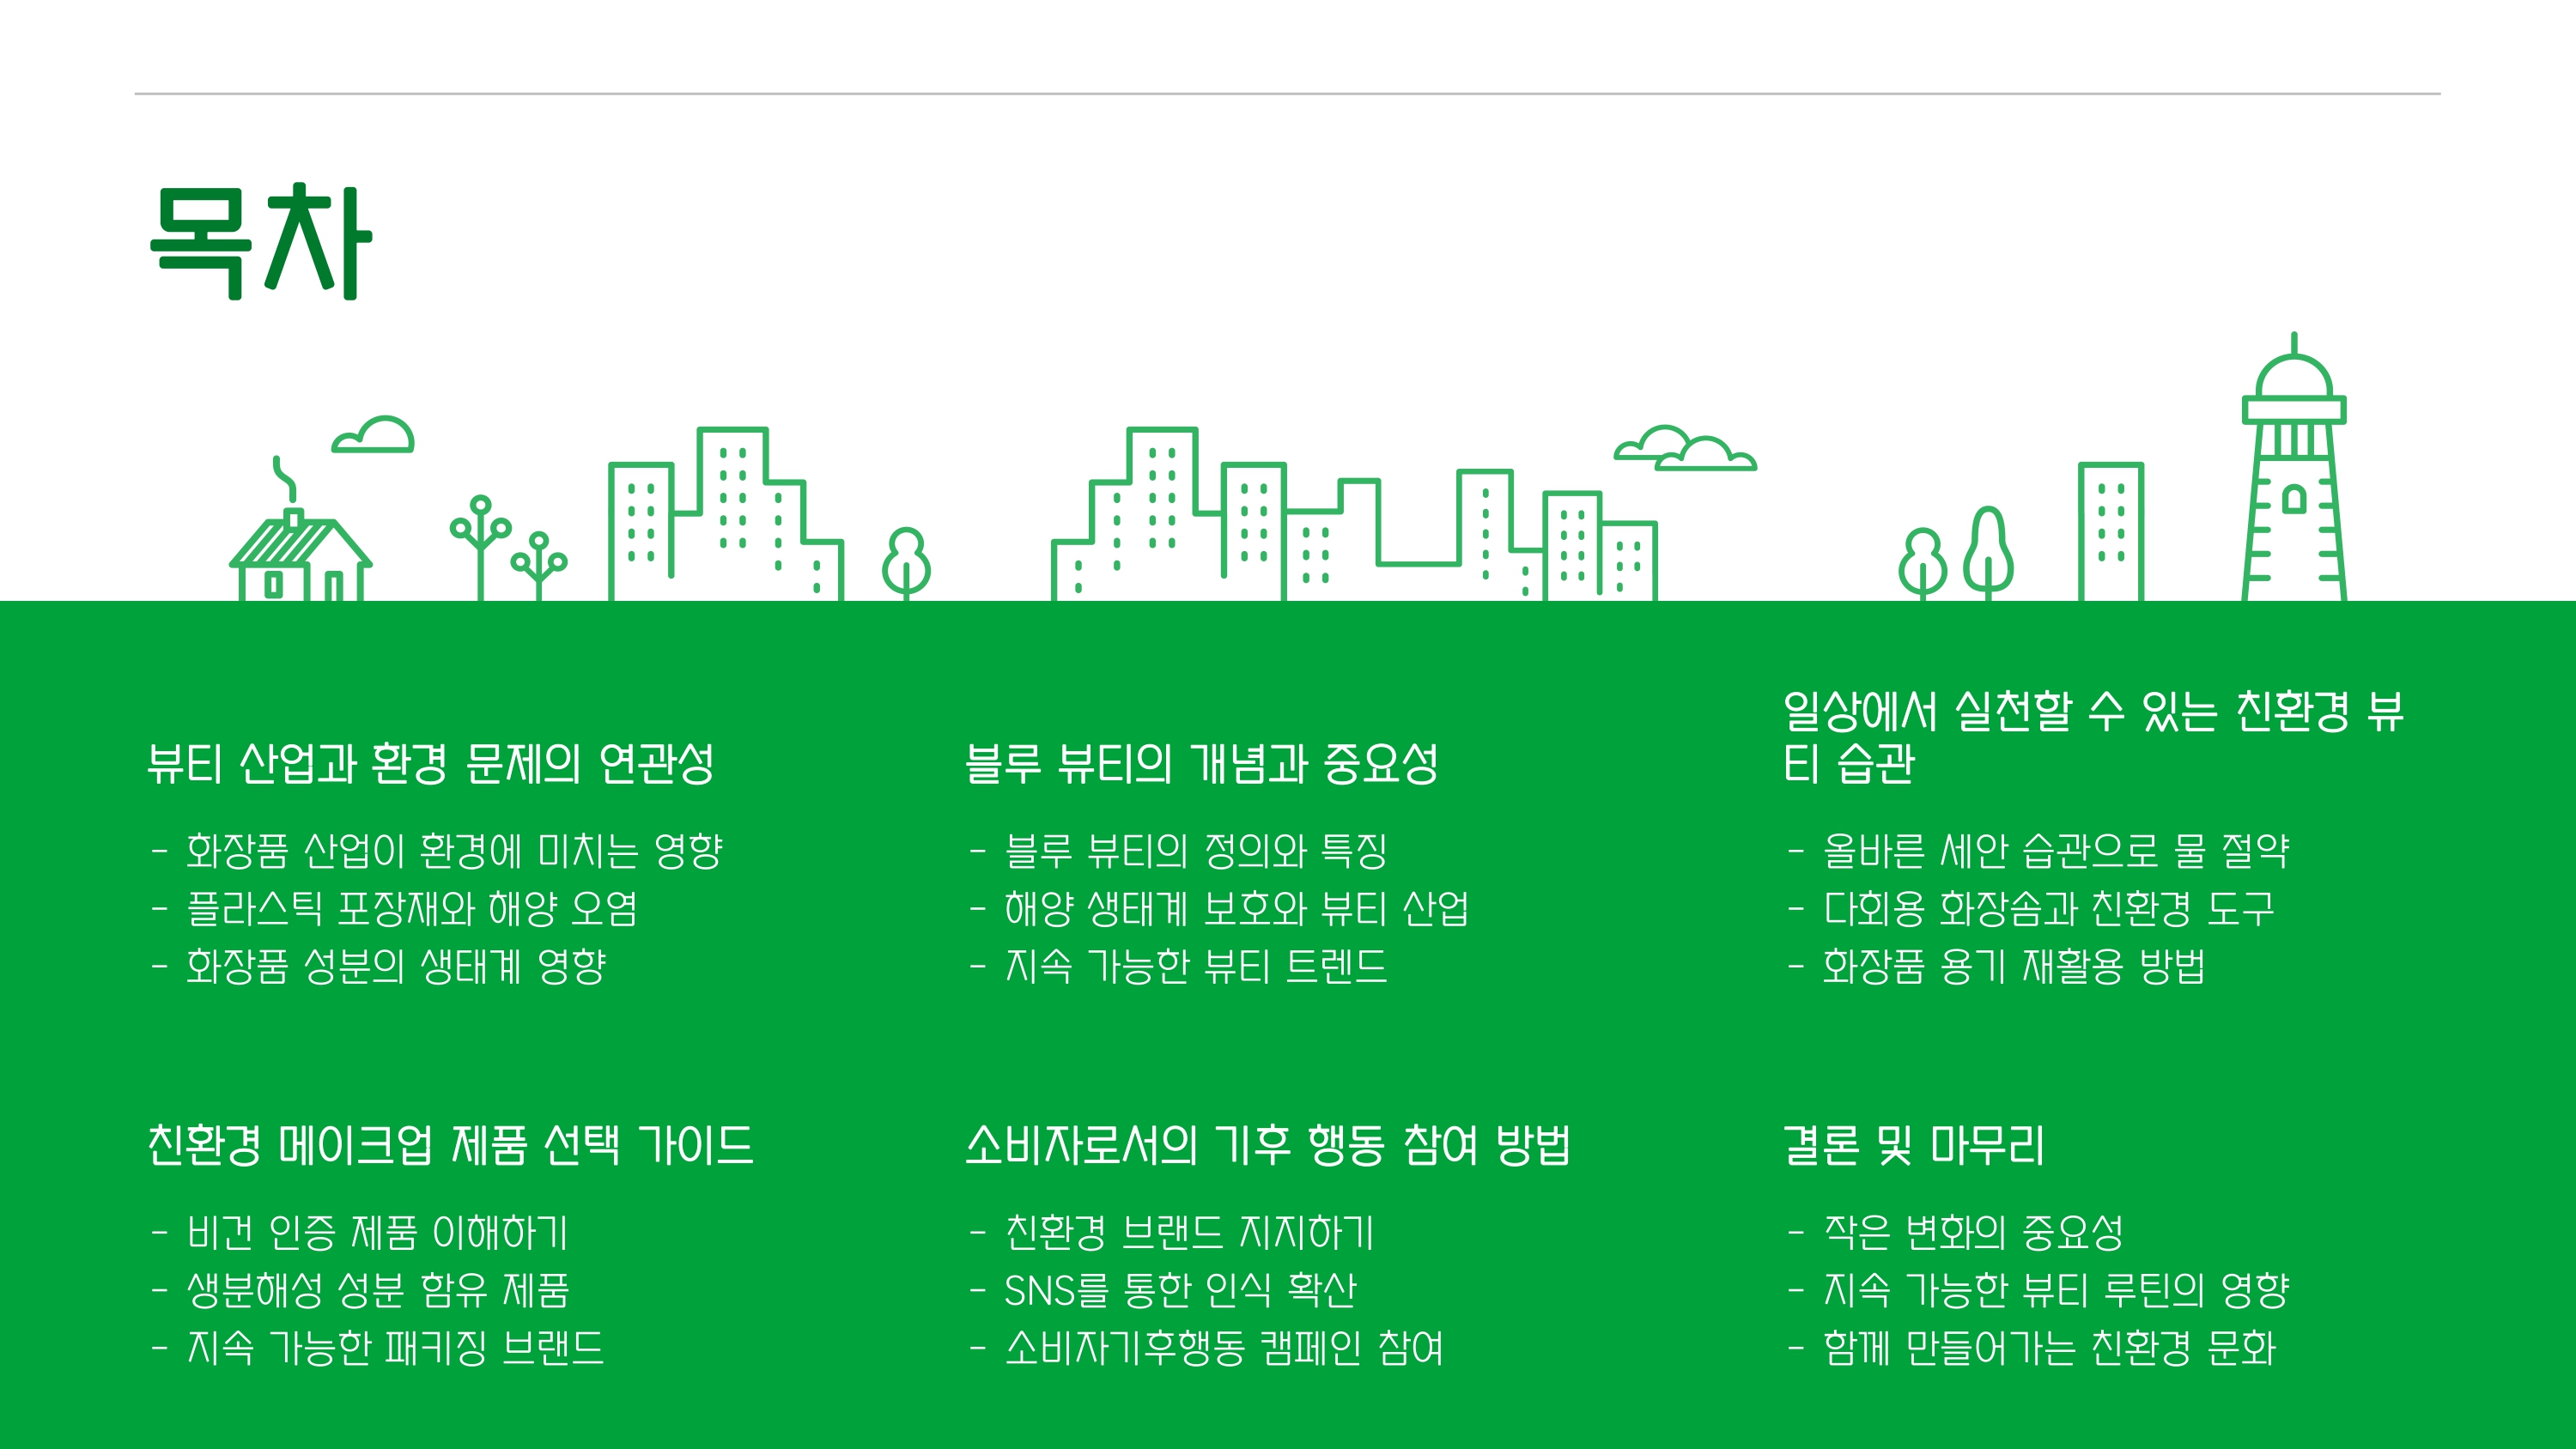 목차
뷰티 산업과 환경 문제의 연관성
- 화장품 산업이 환경에 미치는 영향
- 플라스틱 포장재와 해양 오염
- 화장품 성분의 생태계 영향
블루 뷰티의 개념과 중요성
- 블루 뷰티의 정의와 특징
- 해양 생태계 보호와 뷰티 산업
- 지속 가능한 뷰티 트렌드
일상에서 실천할 수 있는 친환경 뷰
티 습관
- 올바른 세안 습관으로 물 절약
- 다회용 화장솜과 친환경 도구
- 화장품 용기 재활용 방법
친환경 메이크업 제품 선택 가이드
- 비건 인증 제품 이해하기
- 생분해성 성분 함유 제품
- 지속 가능한 패키징 브랜드
소비자로서의 기후 행동 참여 방법
- 친환경 브랜드 지지하기
- SNS를 통한 인식 확산
- 소비자기후행동 캠페인 참여
결론 및 마무리
- 작은 변화의 중요성
- 지속 가능한 뷰티 루틴의 영향
- 함께 만들어가는 친환경 문화